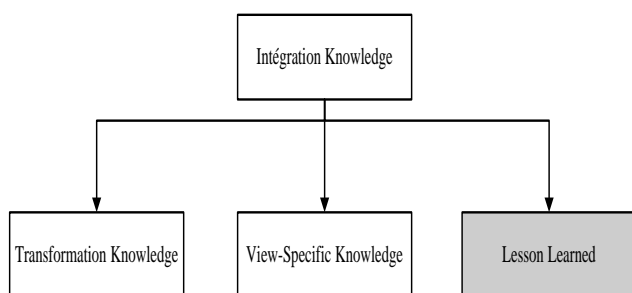 Intégration Knowledge
Transformation Knowledge
View-Specific Knowledge
Lesson Learned